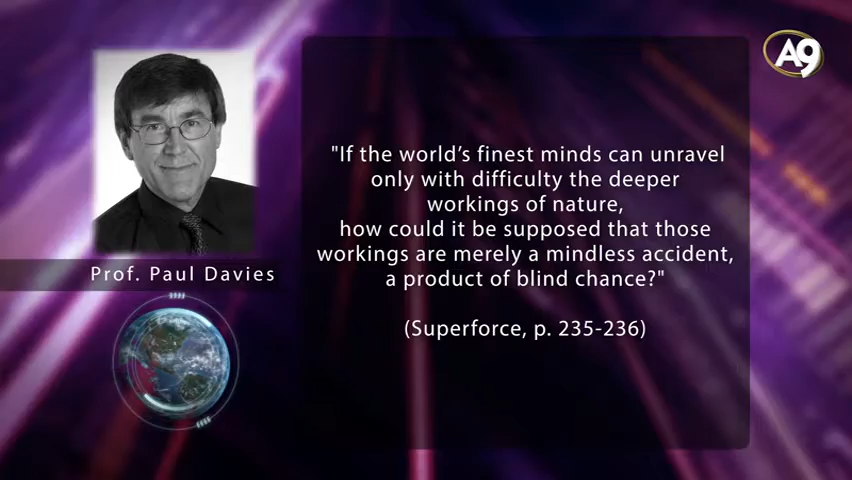 A9
"If the world's finest minds can unravel
only with difficulty the deeper
workings of nature,
how could it be supposed that those
workings are merely a mindless accident,
a product of blind chance?"
(Superforce, p. 235-236)
Prof. Paul Davies